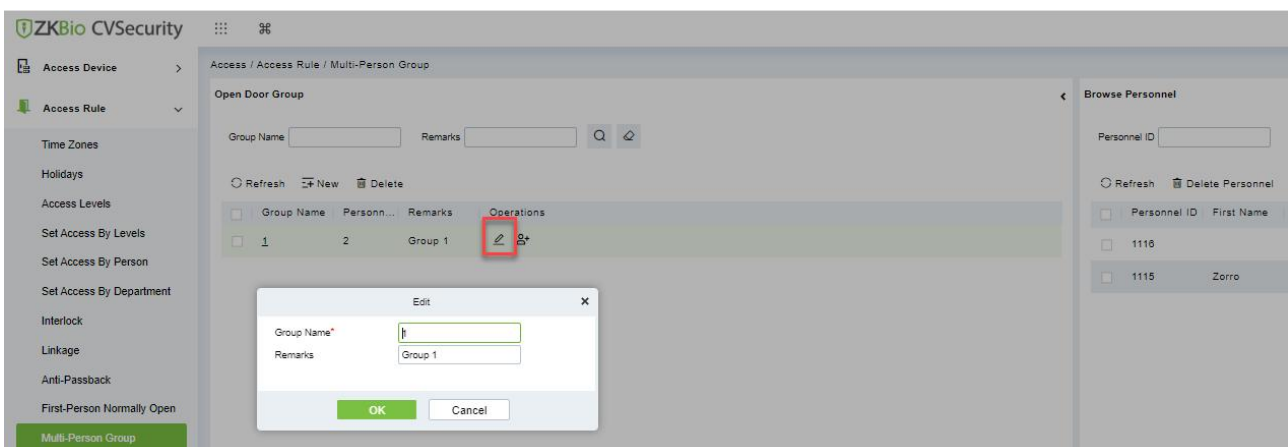 ZKBio CVSecurity
Access Device
Access Rule
Time Zones
Holidays
Access Levels
Set Access By Levels
Set Access By Person
Set Access By Department
Interlock
Linkage
Anti-Passback
First-Person Normally Open
Multi-Person Group
Access / Access Rule / Multi-Person Group
Open Door Group
Group Name Remarks
Refresh New Delete
Group Name Personn... Remarks Operations
1 2 Group 1
Edit
Group Name* 1
Remarks Group 1
OK Cancel
Browse Personnel
Personnel ID
Refresh Delete Personnel
Personnel ID First Name
1116
1115 Zorro